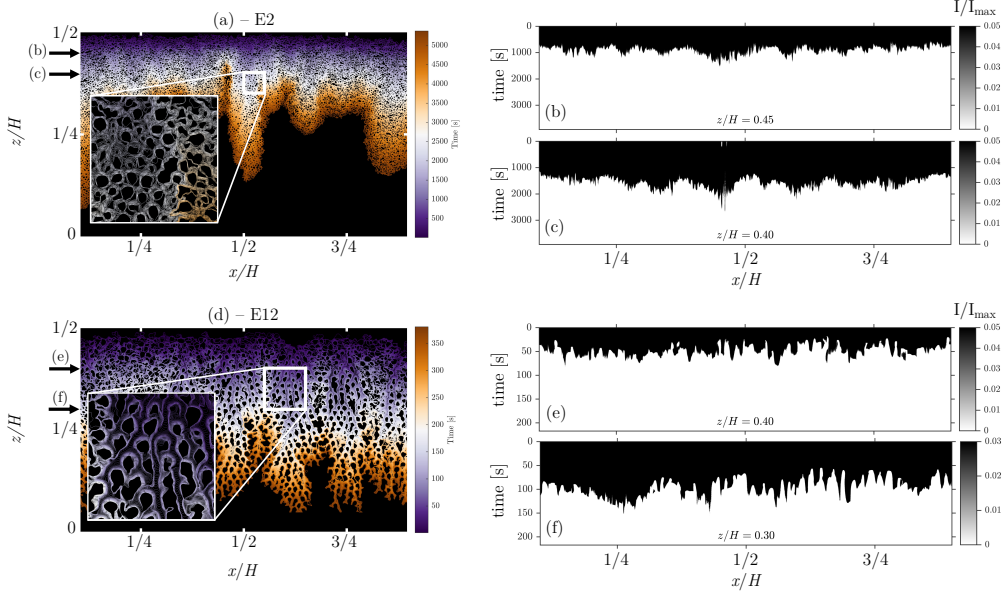 (a) – E2
1/2
(b)
(c)
z/H
1/4
0
1/4
1/2
3/4
x/H
5000
4500
4000
3500
3000
2500
2000
1500
1000
500
Time [s]
I/I_max
time [s]
0
1000
2000
3000
(b)
z/H = 0.45
0.05
0.04
0.03
0.02
0.01
0
time [s]
0
1000
2000
3000
(c)
z/H = 0.40
0.05
0.04
0.03
0.02
0.01
0
1/4
1/2
3/4
x/H
(d) – E12
1/2
(e)
(f)
z/H
1/4
0
1/4
1/2
3/4
x/H
350
300
250
200
150
100
50
Time [s]
I/I_max
time [s]
0
50
100
150
200
(e)
z/H = 0.40
0.05
0.04
0.03
0.02
0.01
0
time [s]
0
50
100
150
200
(f)
z/H = 0.30
0.03
0.02
0.01
0
1/4
1/2
3/4
x/H